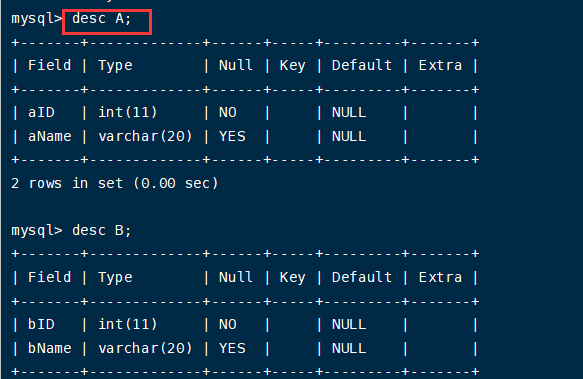 mysql> desc A;
+-------+-------------+------+-----+---------+-------+
| Field | Type        | Null | Key | Default | Extra |
+-------+-------------+------+-----+---------+-------+
| aID   | int(11)     | NO   |     | NULL    |       |
| aName | varchar(20) | YES  |     | NULL    |       |
+-------+-------------+------+-----+---------+-------+
2 rows in set (0.00 sec)
mysql> desc B;
+-------+-------------+------+-----+---------+-------+
| Field | Type        | Null | Key | Default | Extra |
+-------+-------------+------+-----+---------+-------+
| bID   | int(11)     | NO   |     | NULL    |       |
| bName | varchar(20) | YES  |     | NULL    |       |
+-------+-------------+------+-----+---------+-------+